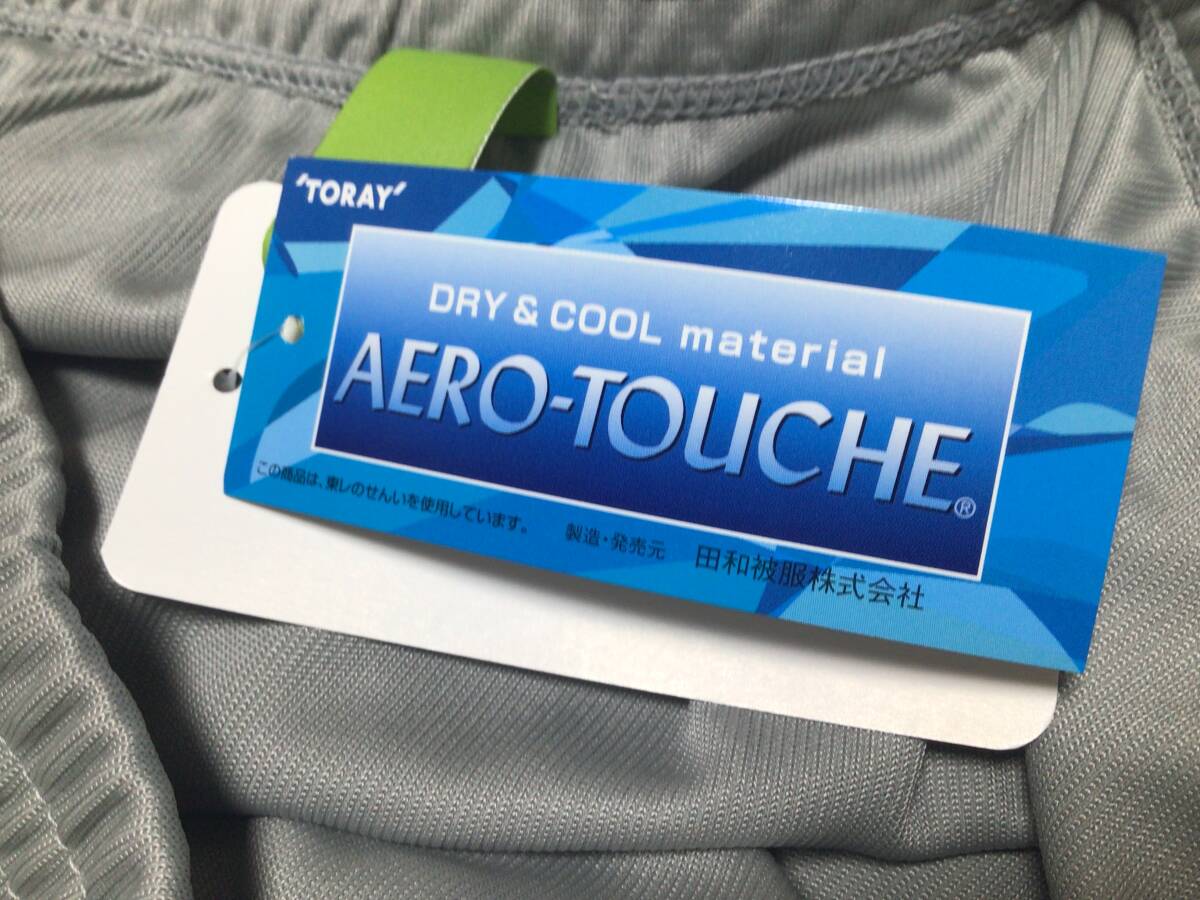 'TORAY'
DRY & COOL material
AERO-TOUCHE®
この商品は、東レのせんいを使用しています。 製造・発売元 田和被服株式会社